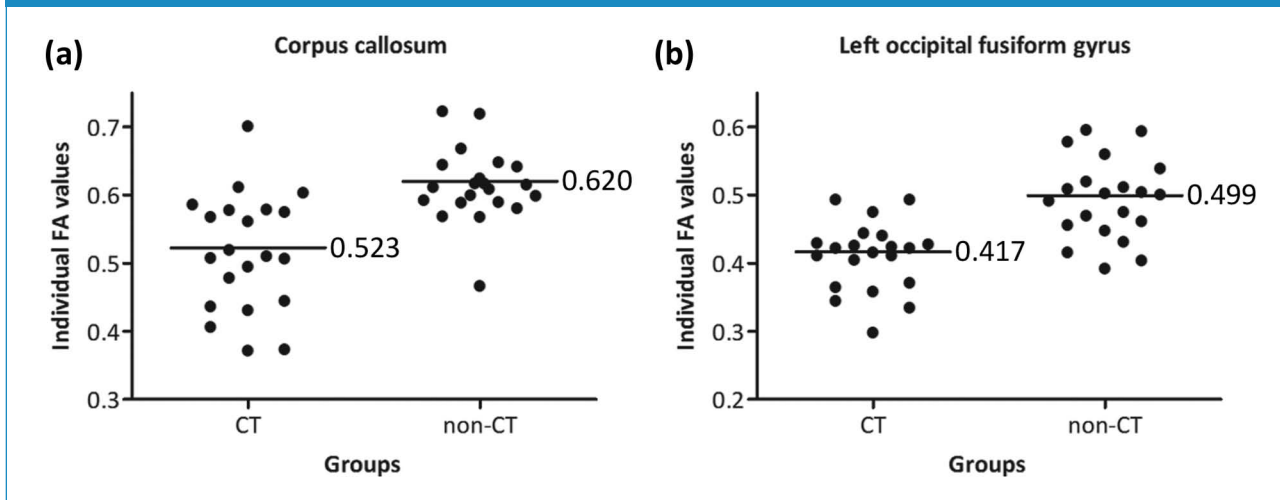 (a)
Corpus callosum
Individual FA values
0.7
0.6
0.5
0.4
0.3
0.523
0.620
CT
non-CT
Groups
(b)
Left occipital fusiform gyrus
Individual FA values
0.6
0.5
0.4
0.3
0.2
0.417
0.499
CT
non-CT
Groups